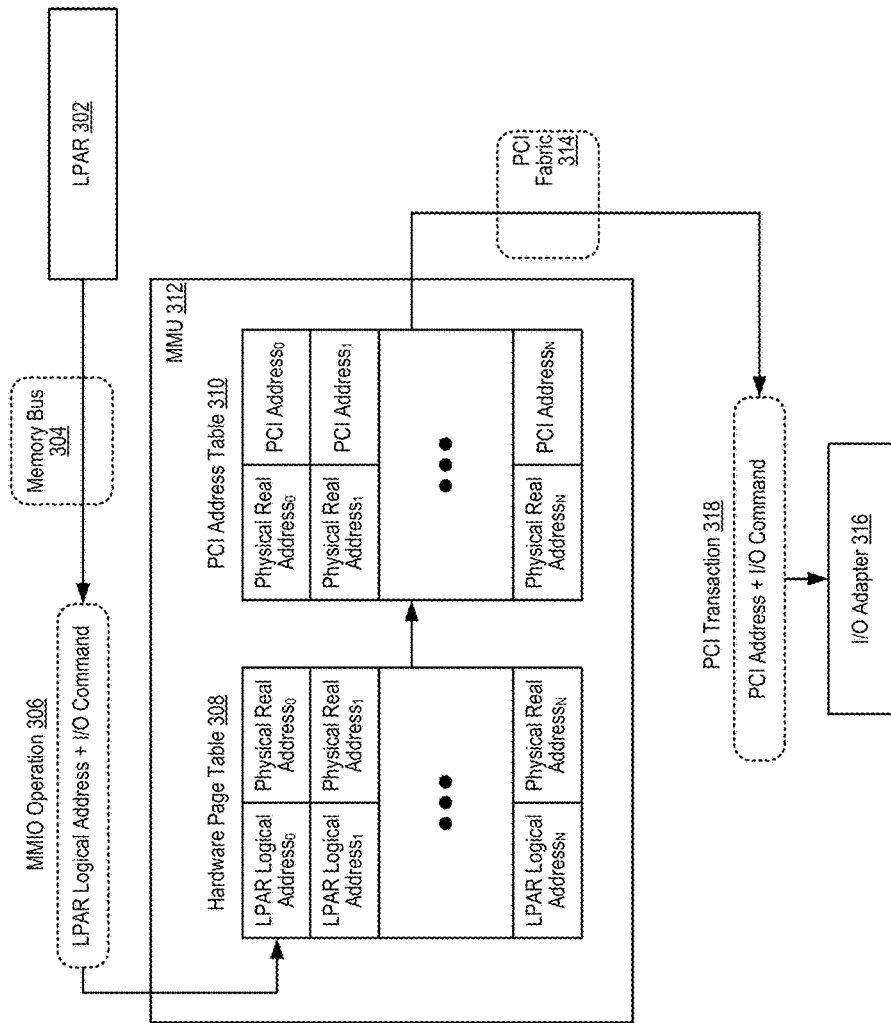 LPAR 302
Memory Bus
304
MMIO Operation 306
LPAR Logical Address + I/O Command
MMU 312
Hardware Page Table 308
LPAR Logical
Address0
Physical Real
Address0
LPAR Logical
Address1
Physical Real
Address1
LPAR Logical
AddressN
Physical Real
AddressN
PCI Address Table 310
Physical Real
Address0
PCI Address0
Physical Real
Address1
PCI Address1
Physical Real
AddressN
PCI AddressN
PCI
Fabric
314
PCI Transaction 318
PCI Address + I/O Command
I/O Adapter 316